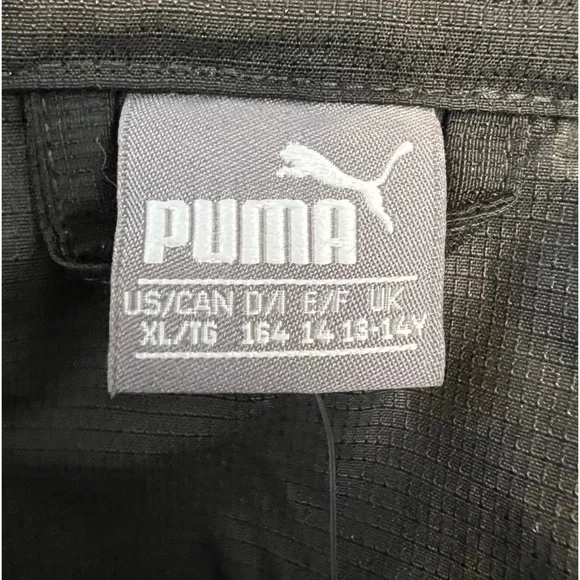 PUMA
US/CAN D/I E/F UK
XL/TG 164 14 13-14Y